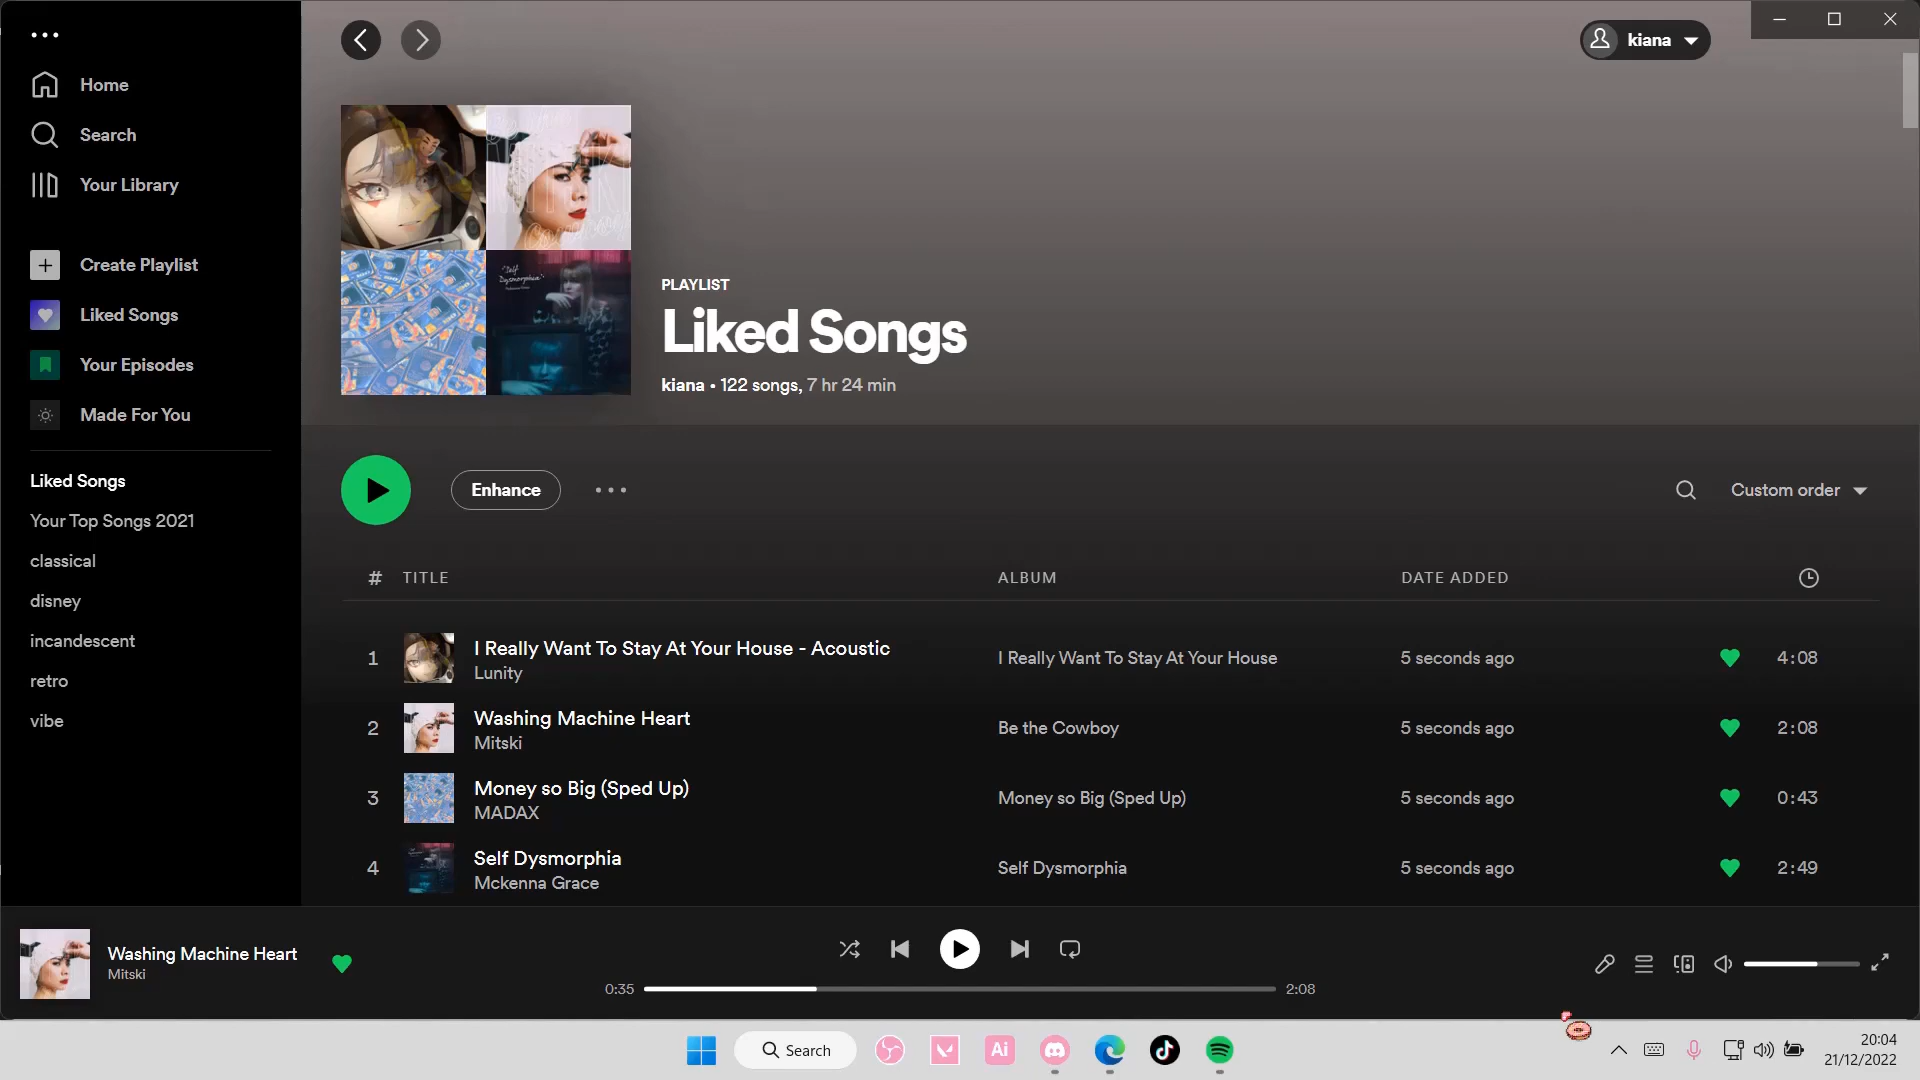 Home
Search
Your Library
Create Playlist
Liked Songs
Your Episodes
Made For You
Liked Songs
Your Top Songs 2021
classical
disney
incandescent
retro
vibe
kiana
PLAYLIST
Liked Songs
kiana • 122 songs, 7 hr 24 min
Enhance
Custom order
# TITLE ALBUM DATE ADDED
1 I Really Want To Stay At Your House - Acoustic I Really Want To Stay At Your House 5 seconds ago 4:08
Lunity
2 Washing Machine Heart Be the Cowboy 5 seconds ago 2:08
Mitski
3 Money so Big (Sped Up) Money so Big (Sped Up) 5 seconds ago 0:43
MADAX
4 Self Dysmorphia Self Dysmorphia 5 seconds ago 2:49
Mckenna Grace
Washing Machine Heart
Mitski
0:35 2:08
Search
Ai
20:04
21/12/2022